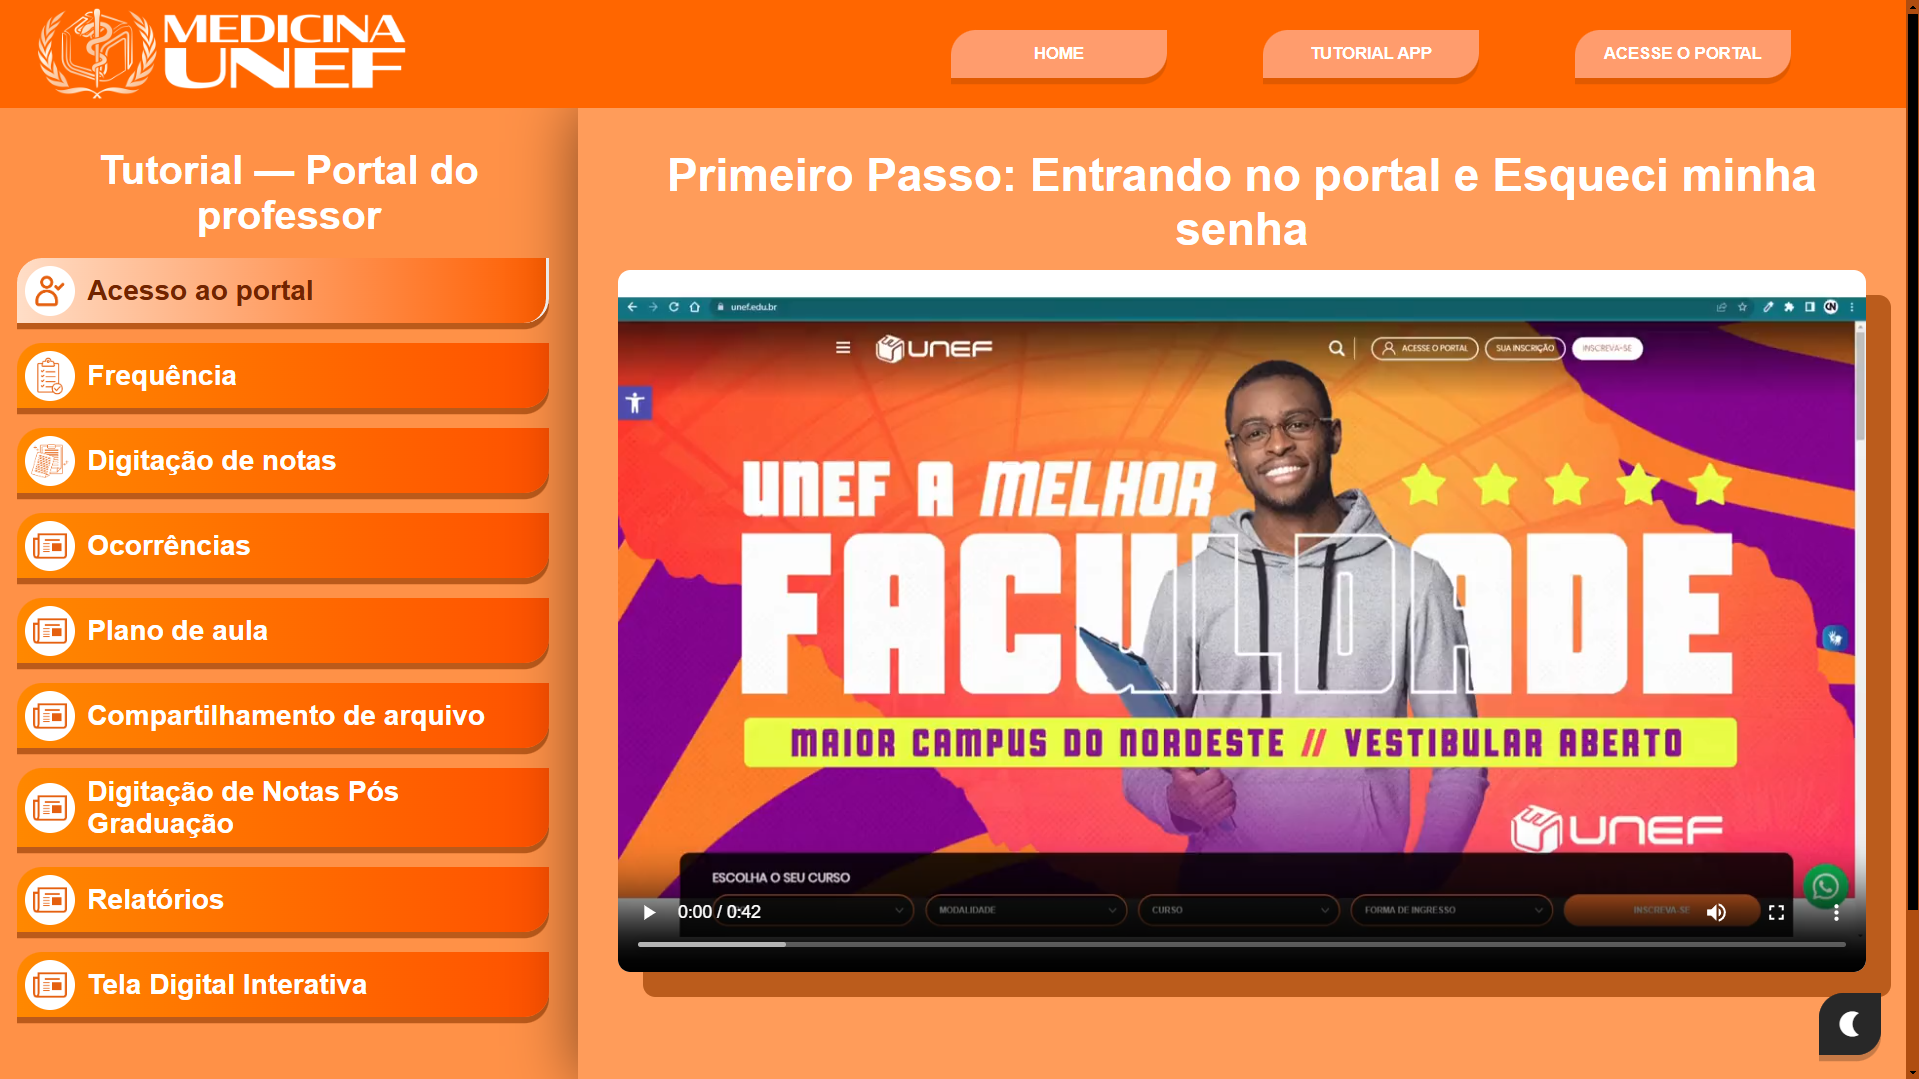 MEDICINA
UNEF
HOME
TUTORIAL APP
ACESSE O PORTAL
Tutorial — Portal do
professor
Acesso ao portal
Frequência
Digitação de notas
Ocorrências
Plano de aula
Compartilhamento de arquivo
Digitação de Notas Pós
Graduação
Relatórios
Tela Digital Interativa
Primeiro Passo: Entrando no portal e Esqueci minha
senha
unef.edu.br
UNEF
ACESSE O PORTAL
SUA INSCRIÇÃO
INSCREVA-SE
UNEF A MELHOR
FACULDADE
MAIOR CAMPUS DO NORDESTE // VESTIBULAR ABERTO
UNEF
ESCOLHA O SEU CURSO
MODALIDADE
CURSO
FORMA DE INGRESSO
INSCREVA-SE
0:00 / 0:42